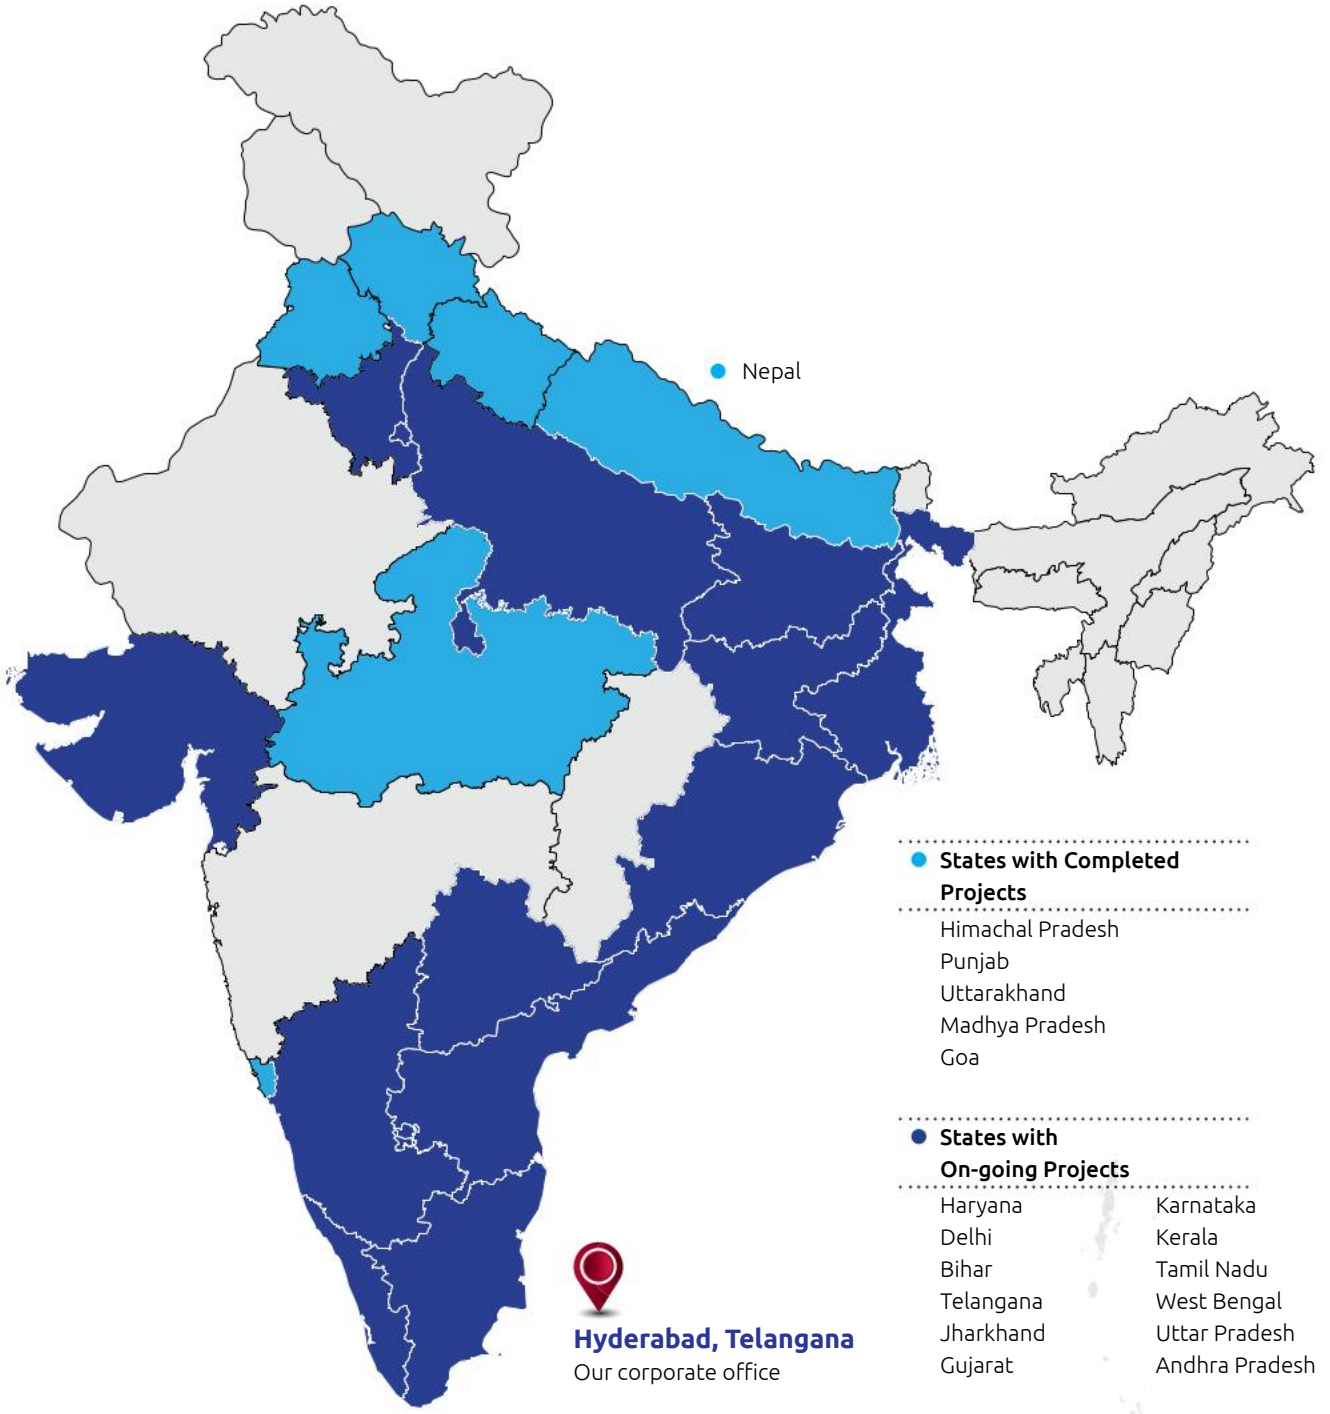 Nepal
States with Completed
Projects
Himachal Pradesh
Punjab
Uttarakhand
Madhya Pradesh
Goa
States with
On-going Projects
Haryana
Delhi
Bihar
Telangana
Jharkhand
Gujarat
Karnataka
Kerala
Tamil Nadu
West Bengal
Uttar Pradesh
Andhra Pradesh
Hyderabad, Telangana
Our corporate office